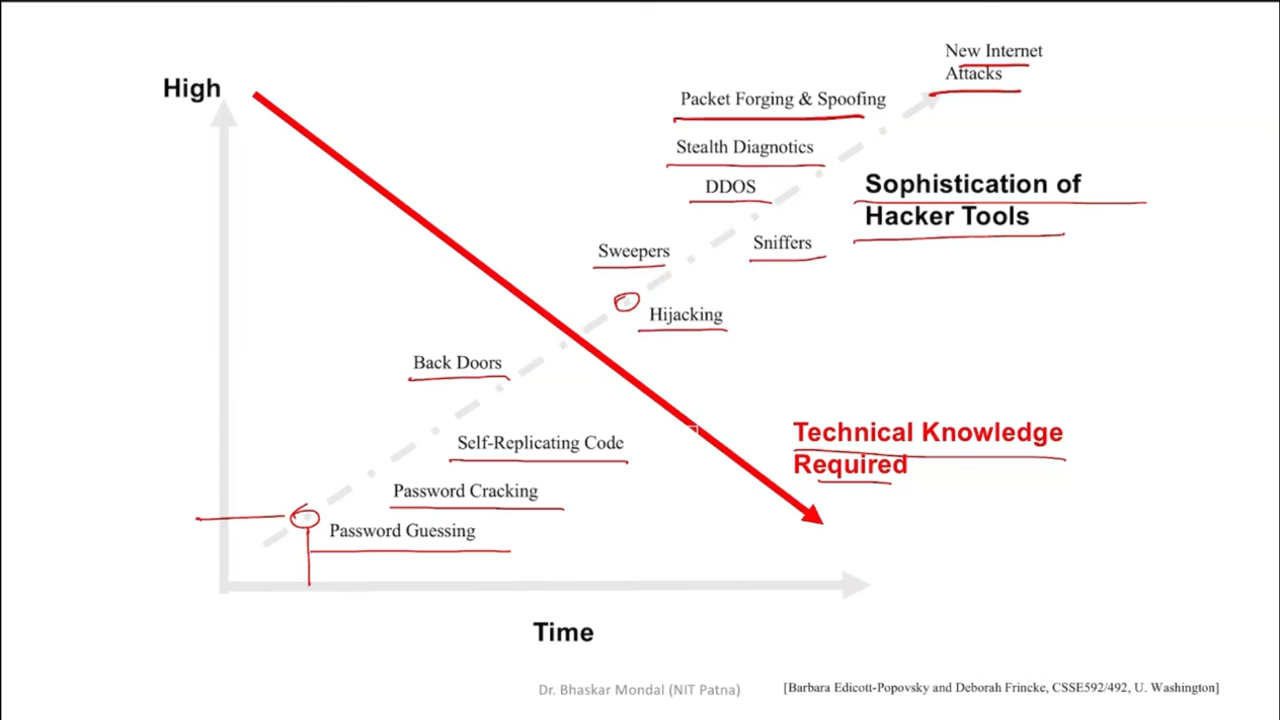 New Internet
Attacks
High
Packet Forging & Spoofing
Stealth Diagnotics
DDOS
Sophistication of
Hacker Tools
Sweepers
Sniffers
Hijacking
Back Doors
Technical Knowledge
Required
Self-Replicating Code
Password Cracking
Password Guessing
Time
Dr. Bhaskar Mondal (NIT Patna)
[Barbara Edicott-Popovsky and Deborah Frincke, CSSE592/492, U. Washington]